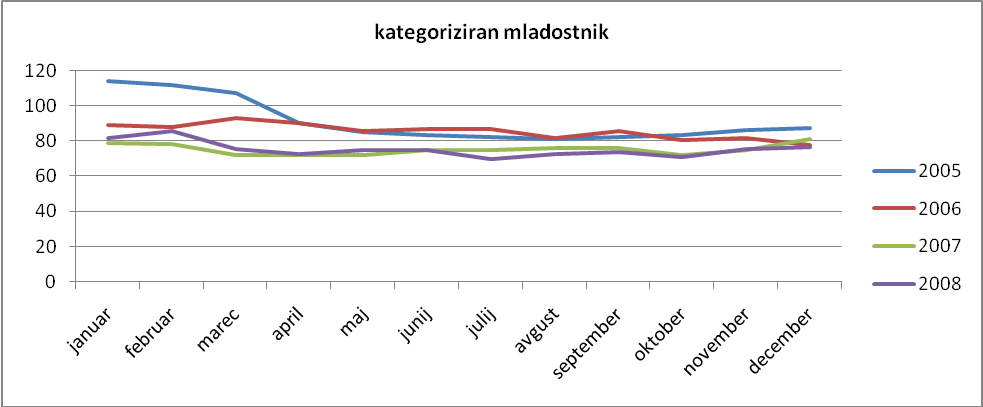 kategoriziran mladostnik
120
100
80
60
40
20
0
januar
februar
marec
april
maj
junij
julij
avgust
september
oktober
november
december
2005
2006
2007
2008